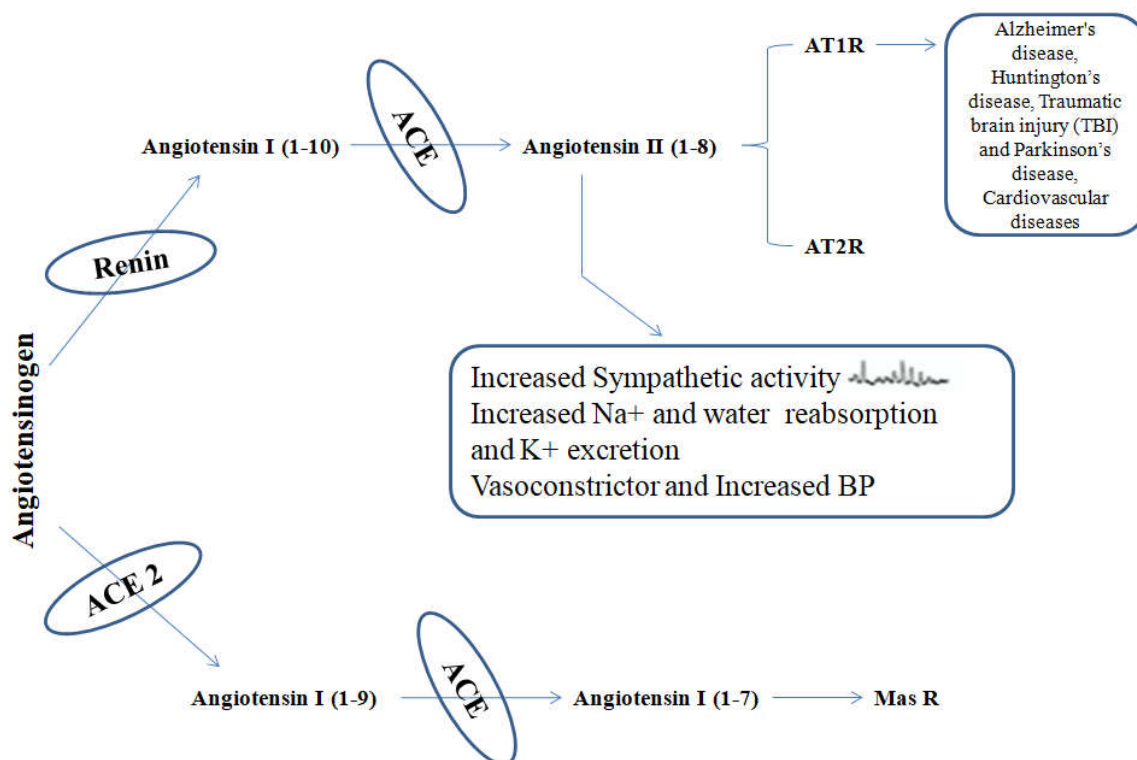 Angiotensinogen
Renin
Angiotensin I (1-10)
ACE
Angiotensin II (1-8)
AT1R
Alzheimer's
disease,
Huntington’s
disease, Traumatic
brain injury (TBI)
and Parkinson’s
disease,
Cardiovascular
diseases
AT2R
Increased Sympathetic activity
Increased Na+ and water reabsorption
and K+ excretion
Vasoconstrictor and Increased BP
ACE 2
Angiotensin I (1-9)
ACE
Angiotensin I (1-7)
Mas R